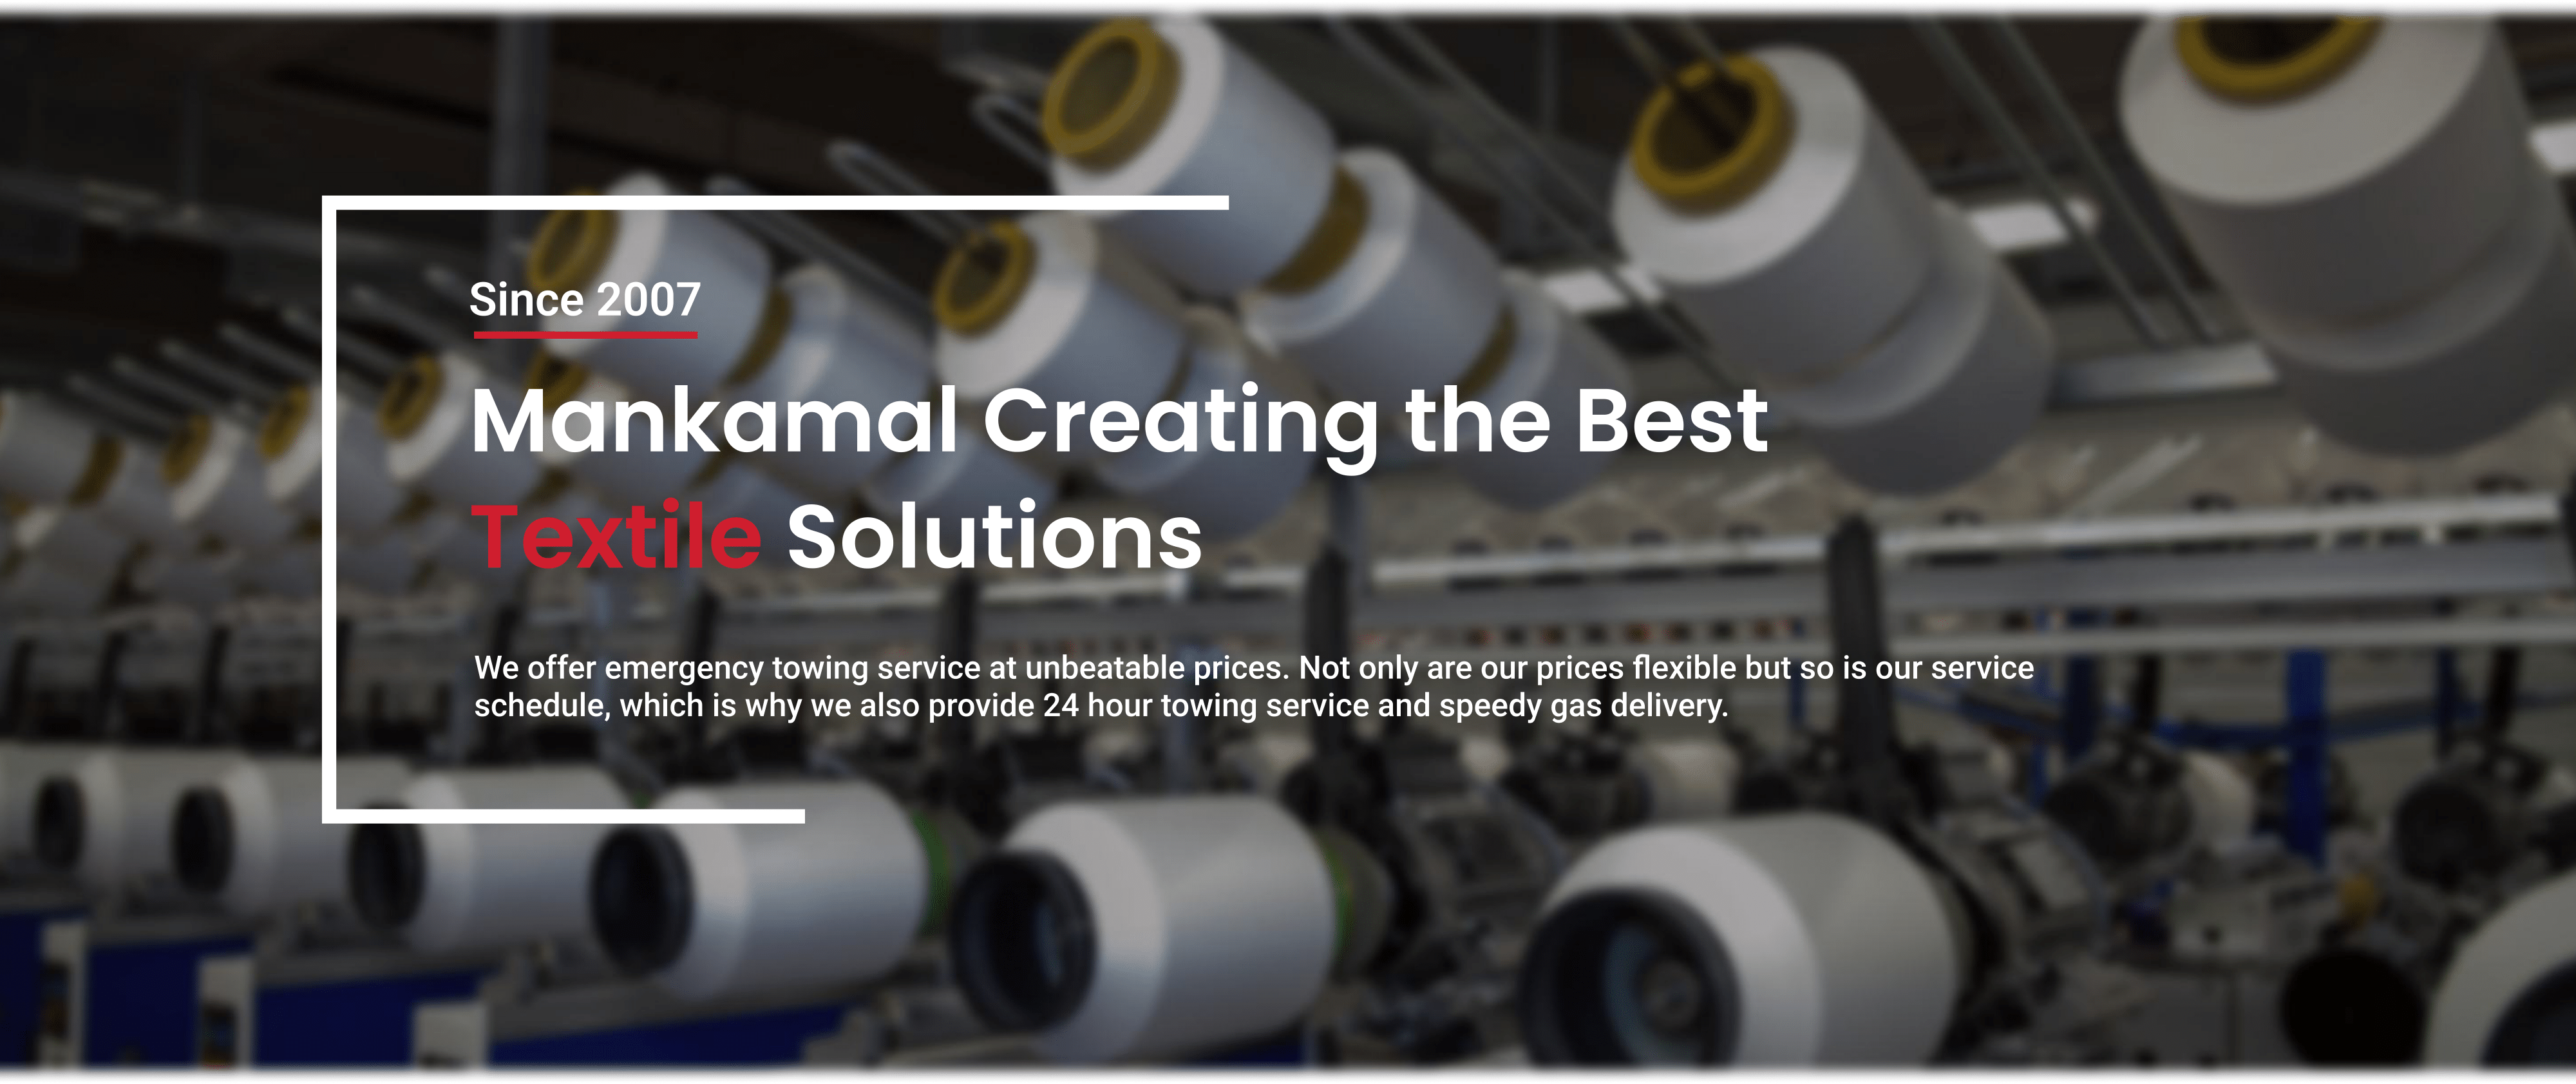 Since 2007
Mankamal Creating the Best
Textile Solutions
We offer emergency towing service at unbeatable prices. Not only are our prices flexible but so is our service
schedule, which is why we also provide 24 hour towing service and speedy gas delivery.